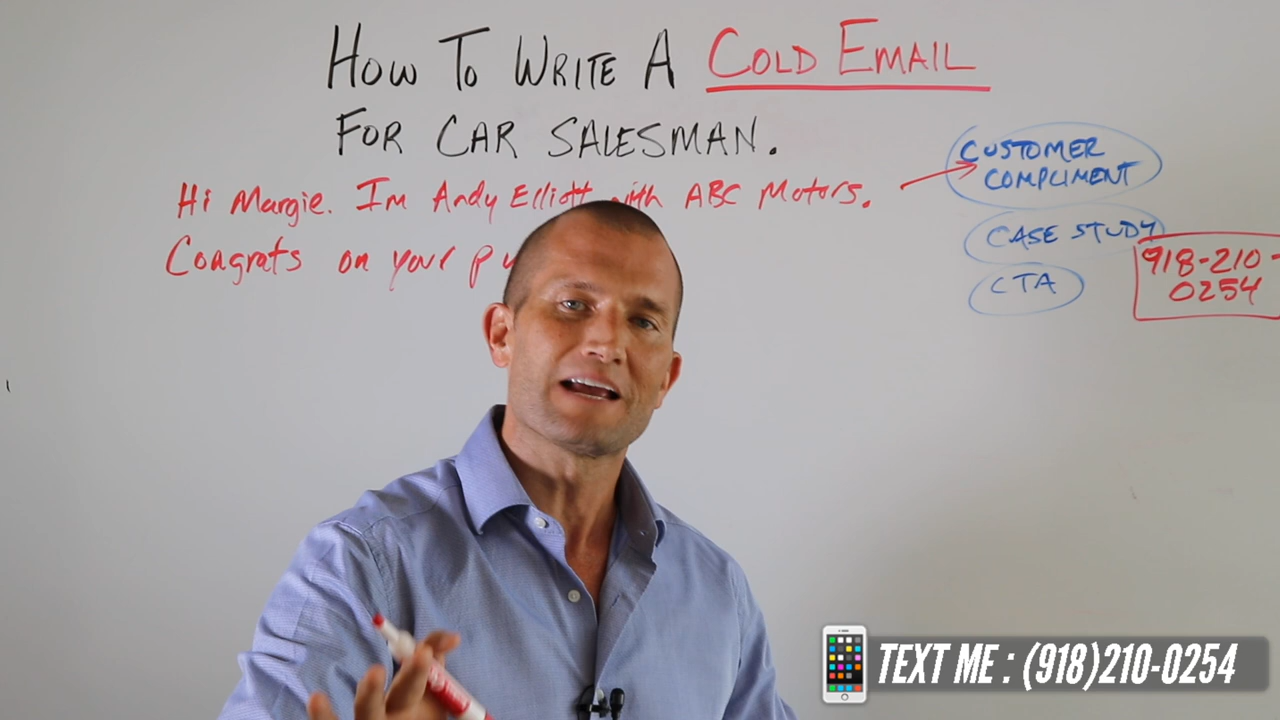 HOW TO WRITE A COLD EMAIL
FOR CAR SALESMAN.
Hi Margie. Im Andy Elliott with ABC Motors.
Congrats on your
CUSTOMER
COMPLIMENT
CASE STUDY
CTA
918-210-
0254
TEXT ME : (918)210-0254